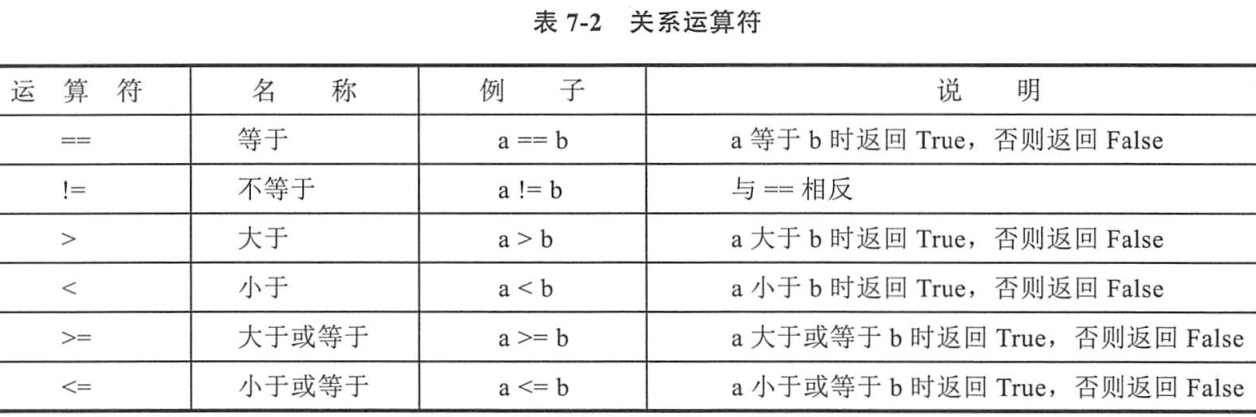 表 7-2 关系运算符
运 算 符 名 称 例 子 说 明
== 等于 a == b a 等于 b 时返回 True，否则返回 False
!= 不等于 a != b 与 == 相反
> 大于 a > b a 大于 b 时返回 True，否则返回 False
< 小于 a < b a 小于 b 时返回 True，否则返回 False
>= 大于或等于 a >= b a 大于或等于 b 时返回 True，否则返回 False
<= 小于或等于 a <= b a 小于或等于 b 时返回 True，否则返回 False